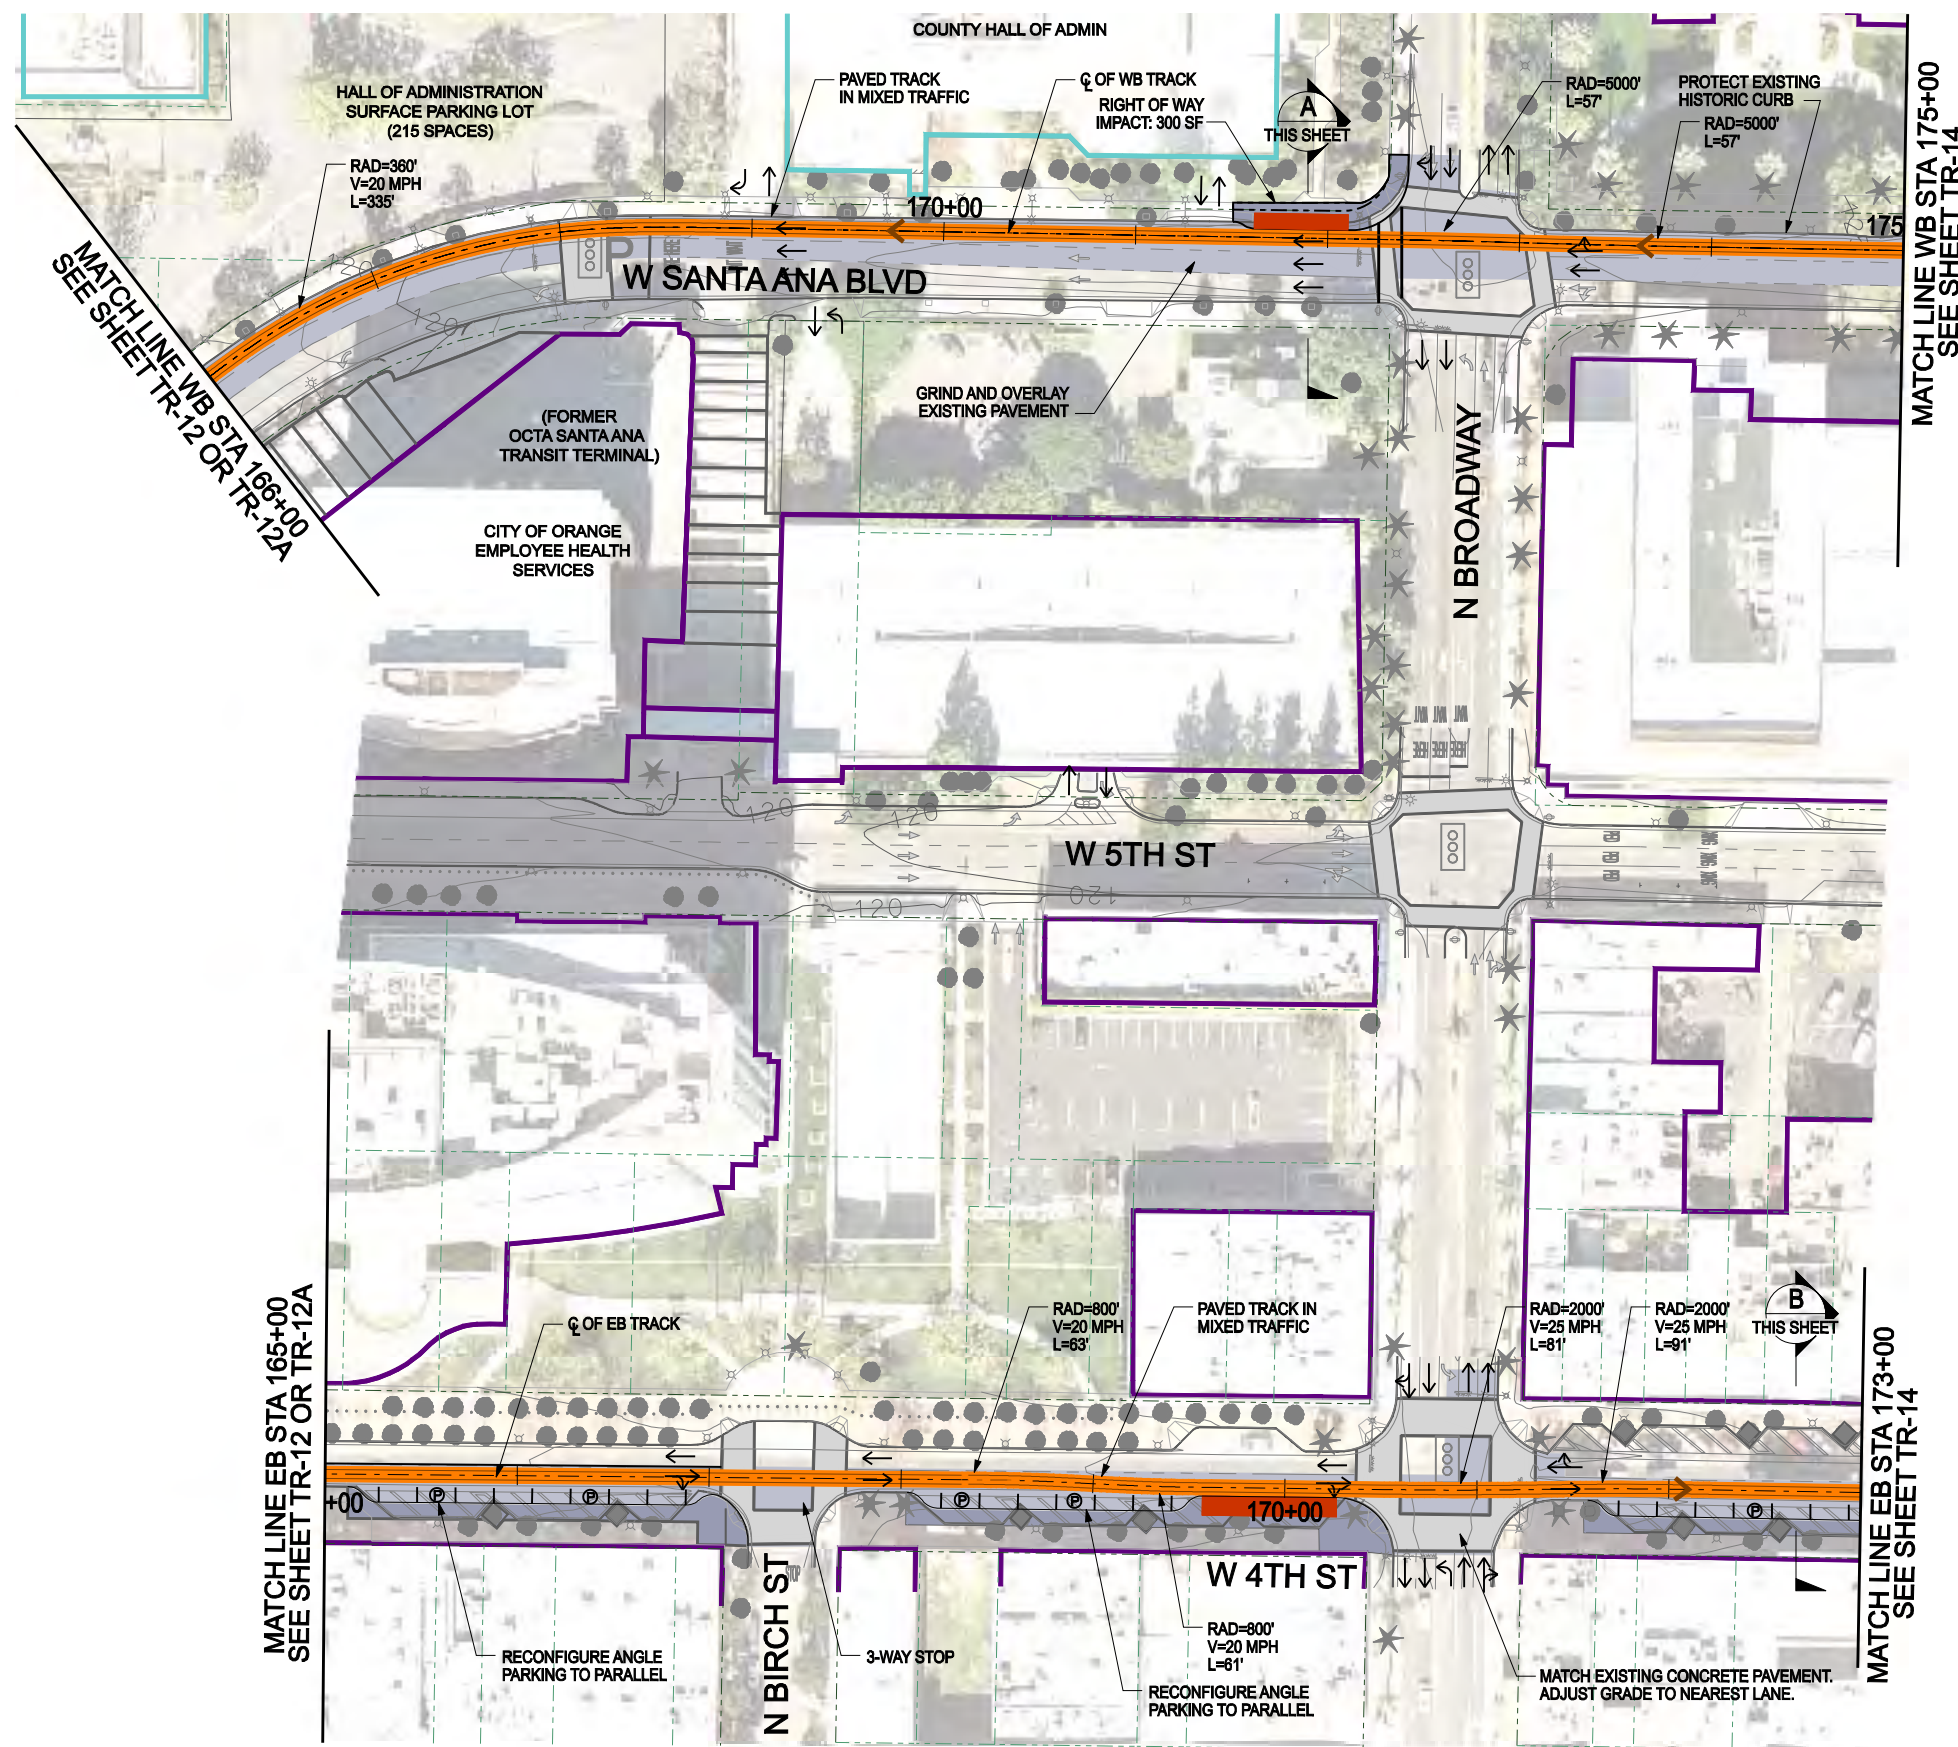 COUNTY HALL OF ADMIN
HALL OF ADMINISTRATION
SURFACE PARKING LOT
(215 SPACES)
PAVED TRACK
IN MIXED TRAFFIC
℄ OF WB TRACK
RIGHT OF WAY
IMPACT: 300 SF
A
THIS SHEET
RAD=5000'
L=57'
PROTECT EXISTING
HISTORIC CURB
RAD=5000'
L=57'
MATCH LINE WB STA 175+00
SEE SHEET TR-14
RAD=360'
V=20 MPH
L=335'
170+00
175
P
W SANTA ANA BLVD
120
120
MATCH LINE WB STA 166+00
SEE SHEET TR-12 OR TR-12A
GRIND AND OVERLAY
EXISTING PAVEMENT
(FORMER
OCTA SANTA ANA
TRANSIT TERMINAL)
CITY OF ORANGE
EMPLOYEE HEALTH
SERVICES
N BROADWAY
120
120
W 5TH ST
120
120
MATCH LINE EB STA 165+00
SEE SHEET TR-12 OR TR-12A
℄ OF EB TRACK
RAD=800'
V=20 MPH
L=63'
PAVED TRACK IN
MIXED TRAFFIC
RAD=2000'
V=25 MPH
L=81'
RAD=2000'
V=25 MPH
L=91'
B
THIS SHEET
MATCH LINE EB STA 173+00
SEE SHEET TR-14
+00
P
P
P
P
170+00
P
W 4TH ST
STOP
N BIRCH ST
RECONFIGURE ANGLE
PARKING TO PARALLEL
3-WAY STOP
RAD=800'
V=20 MPH
L=61'
RECONFIGURE ANGLE
PARKING TO PARALLEL
MATCH EXISTING CONCRETE PAVEMENT.
ADJUST GRADE TO NEAREST LANE.